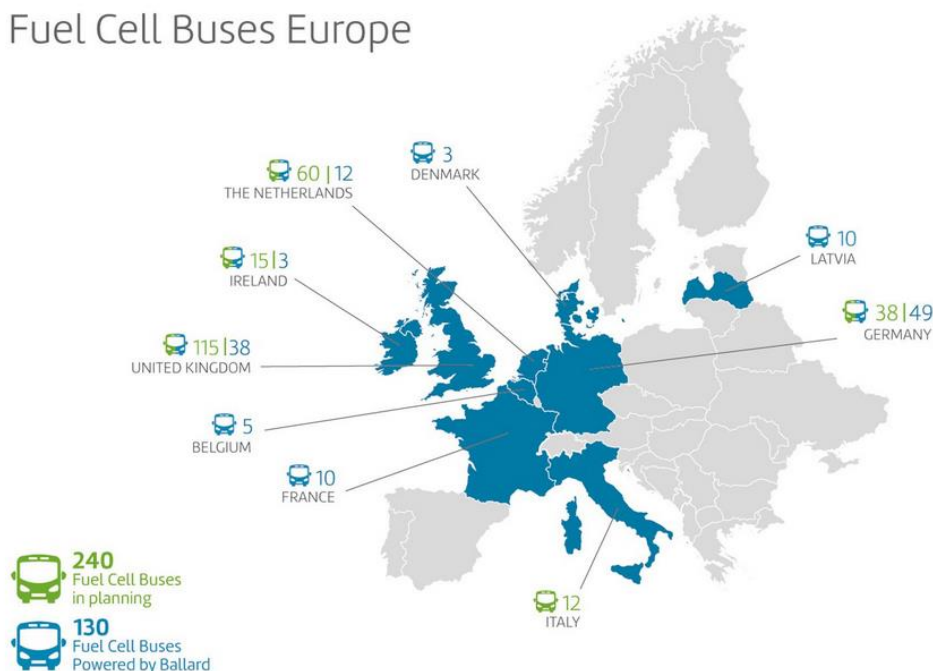 Fuel Cell Buses Europe
3
DENMARK
60 | 12
THE NETHERLANDS
10
LATVIA
15|3
IRELAND
38|49
GERMANY
115|38
UNITED KINGDOM
5
BELGIUM
10
FRANCE
240
Fuel Cell Buses
in planning
12
ITALY
130
Fuel Cell Buses
Powered by Ballard